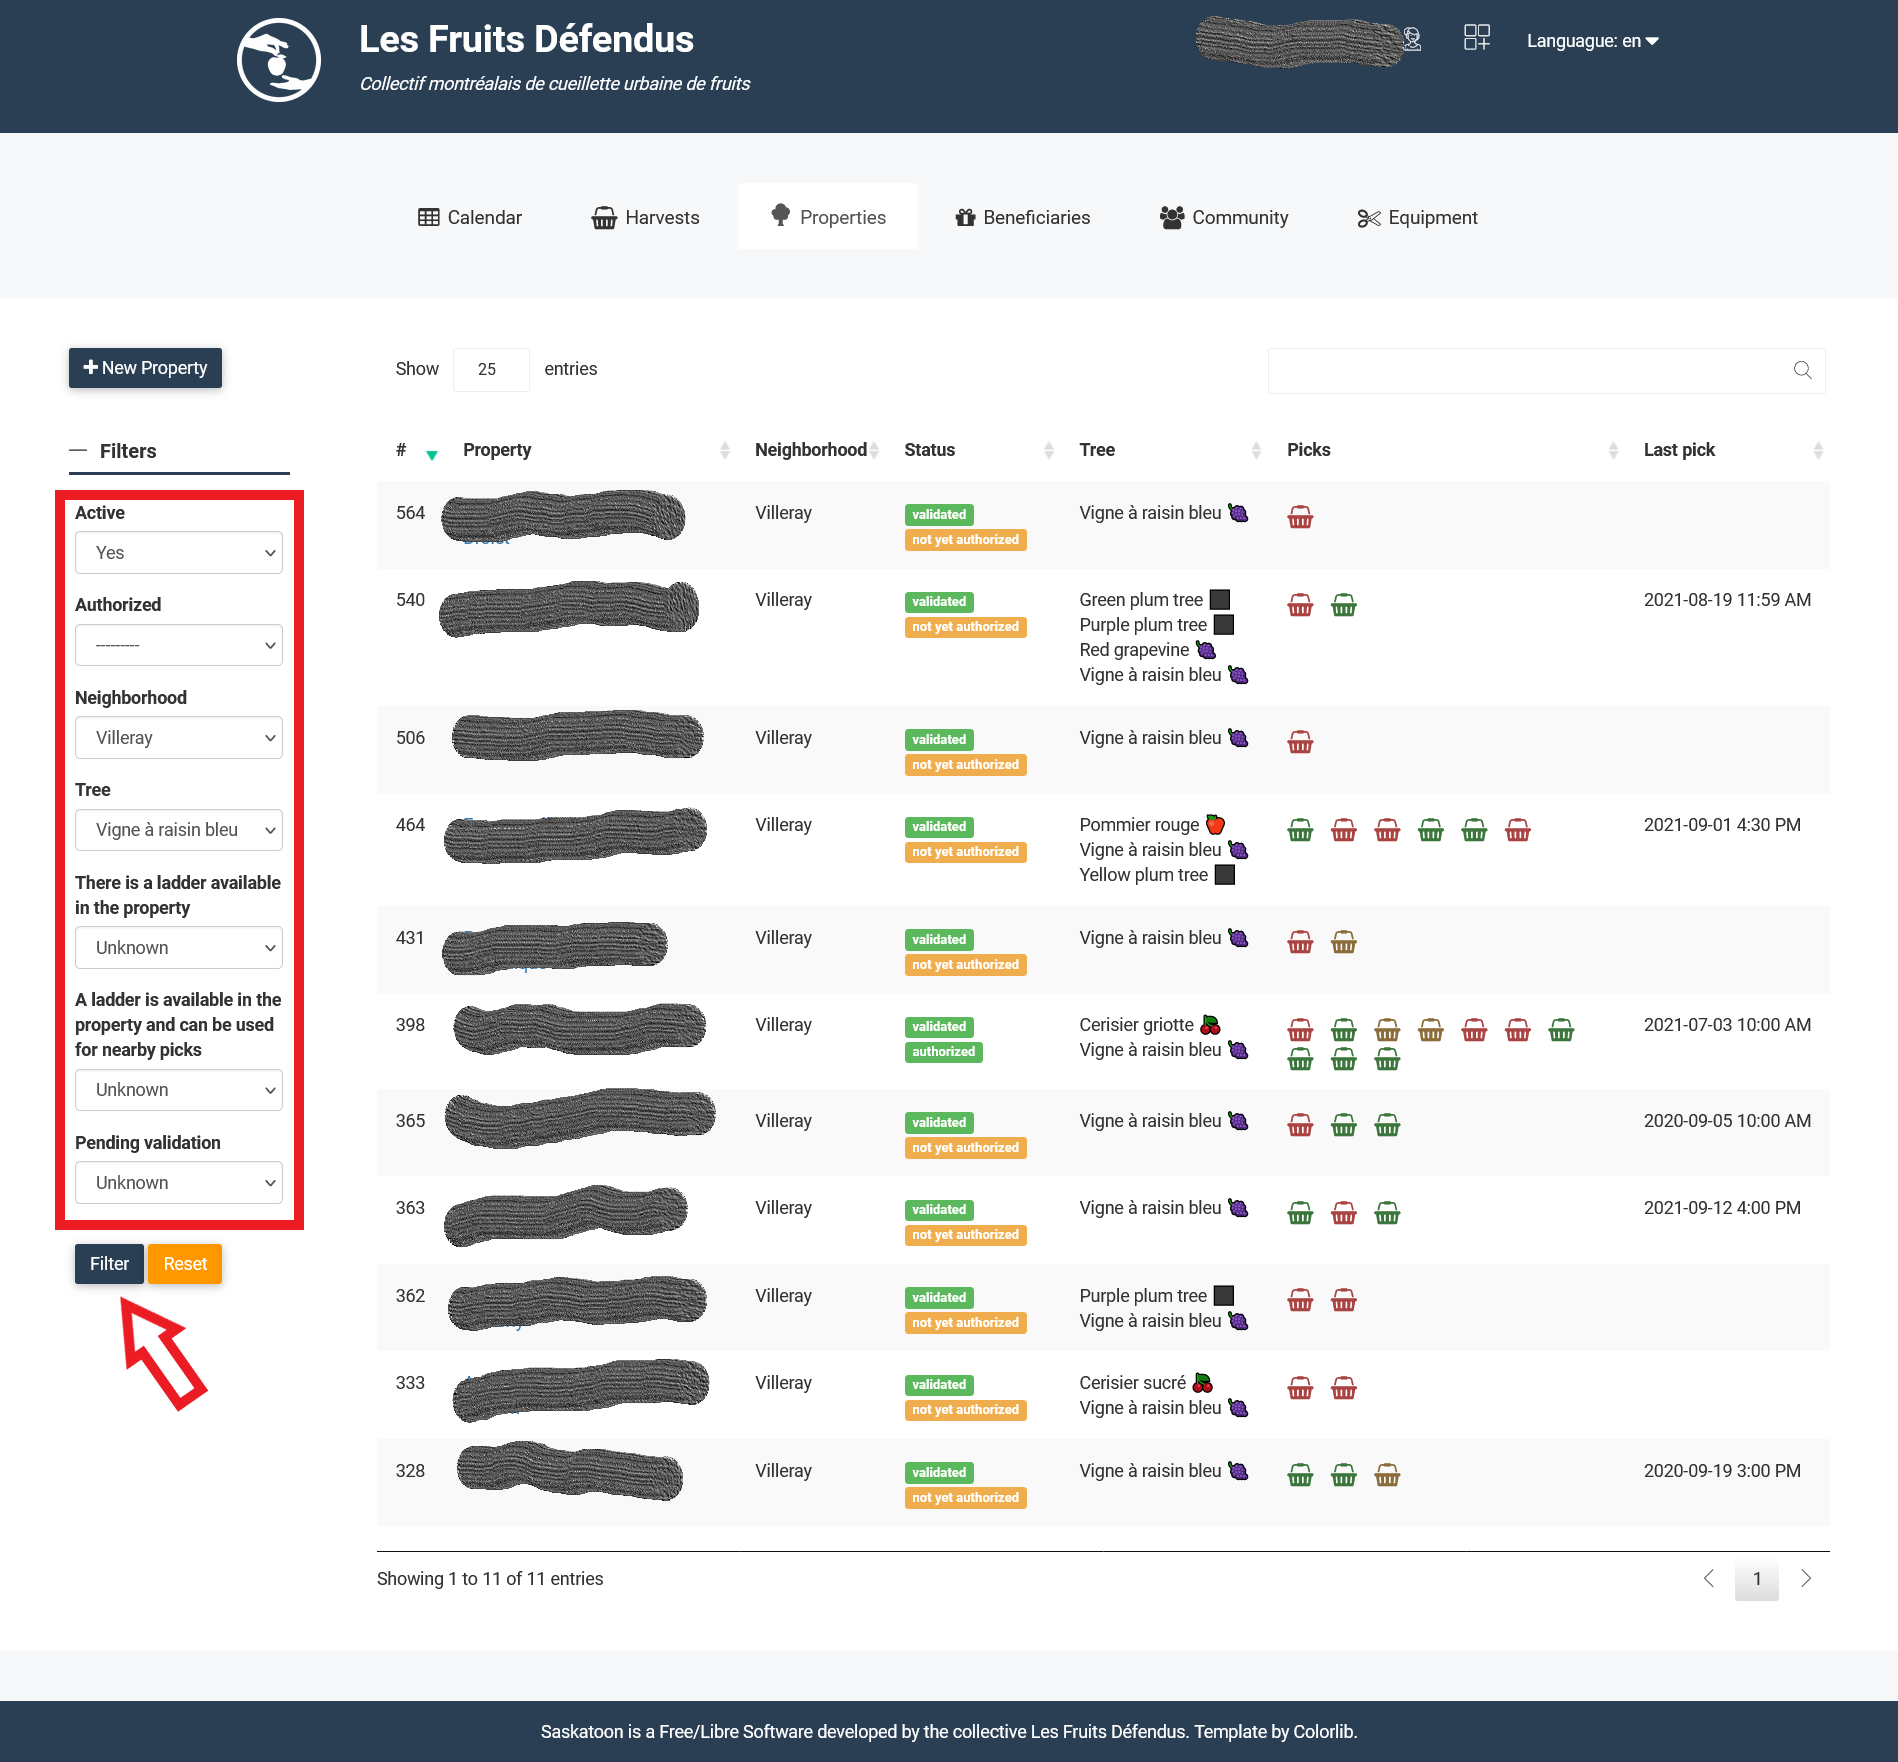 Les Fruits Défendus
Collectif montréalais de cueillette urbaine de fruits
Languague: en
Calendar
Harvests
Properties
Beneficiaries
Community
Equipment
New Property
Show 25 entries
Filters
Active
Yes
Authorized
---------
Neighborhood
Villeray
Tree
Vigne à raisin bleu
There is a ladder available
in the property
Unknown
A ladder is available in the
property and can be used
for nearby picks
Unknown
Pending validation
Unknown
Filter
Reset
# Property Neighborhood Status Tree Picks Last pick
564 Villeray validated Vigne à raisin bleu
not yet authorized
540 Villeray validated Green plum tree 2021-08-19 11:59 AM
not yet authorized Purple plum tree
Red grapevine
Vigne à raisin bleu
506 Villeray validated Vigne à raisin bleu
not yet authorized
464 Villeray validated Pommier rouge 2021-09-01 4:30 PM
not yet authorized Vigne à raisin bleu
Yellow plum tree
431 Villeray validated Vigne à raisin bleu
not yet authorized
398 Villeray validated Cerisier griotte 2021-07-03 10:00 AM
authorized Vigne à raisin bleu
365 Villeray validated Vigne à raisin bleu 2020-09-05 10:00 AM
not yet authorized
363 Villeray validated Vigne à raisin bleu 2021-09-12 4:00 PM
not yet authorized
362 Villeray validated Purple plum tree
not yet authorized Vigne à raisin bleu
333 Villeray validated Cerisier sucré
not yet authorized Vigne à raisin bleu
328 Villeray validated Vigne à raisin bleu 2020-09-19 3:00 PM
not yet authorized
Showing 1 to 11 of 11 entries
1
Saskatoon is a Free/Libre Software developed by the collective Les Fruits Défendus. Template by Colorlib.